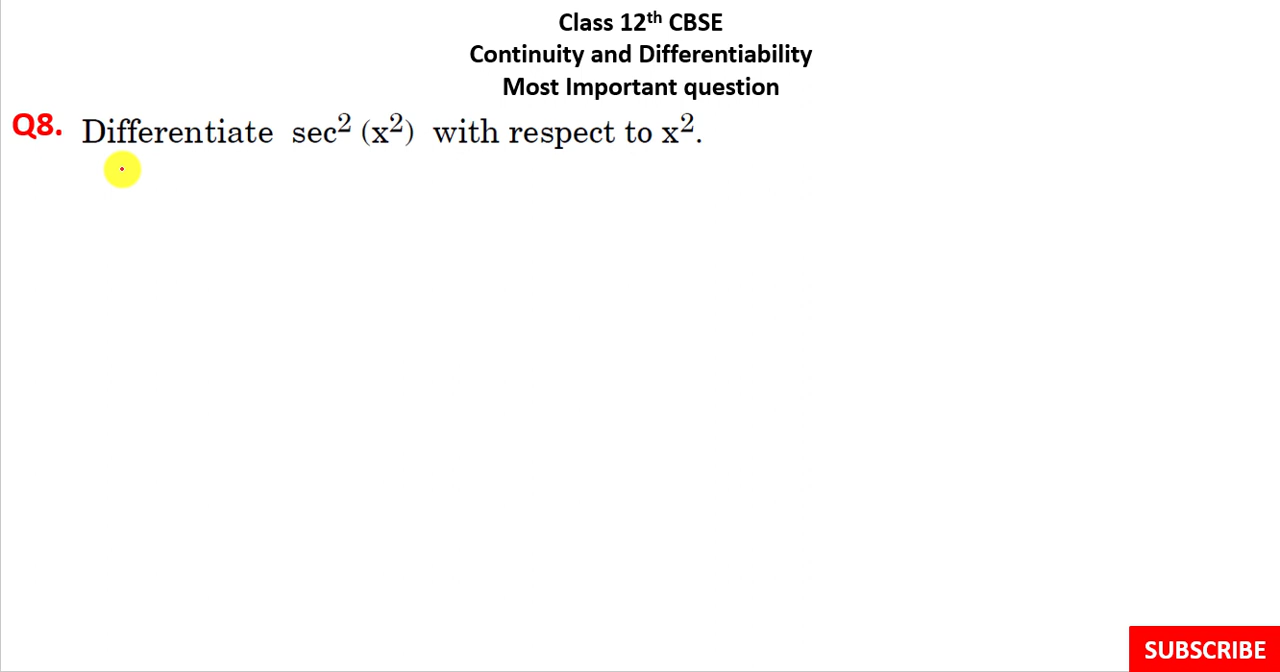 Class 12th CBSE
Continuity and Differentiability
Most Important question
Q8. Differentiate sec² (x²) with respect to x².
SUBSCRIBE